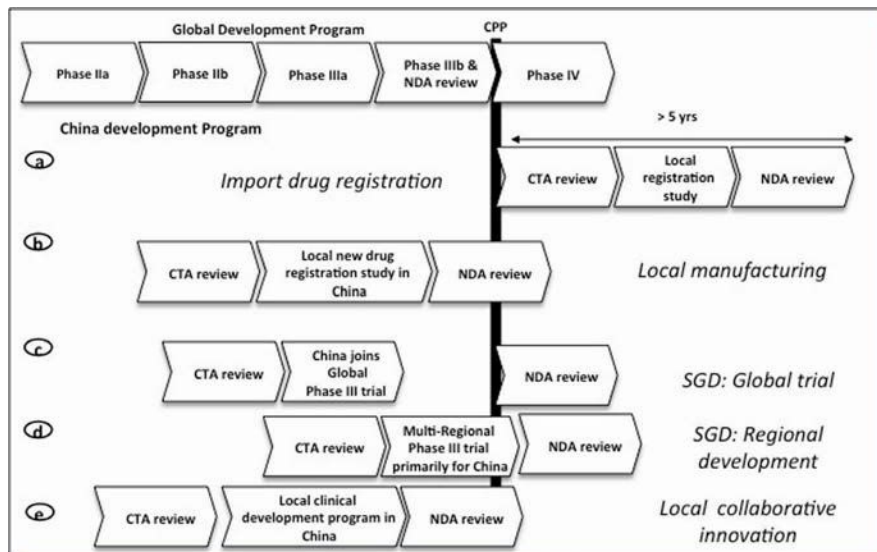 Global Development Program
CPP
Phase IIa
Phase IIb
Phase IIIa
Phase IIIb &
NDA review
Phase IV
China development Program
> 5 yrs
a
Import drug registration
CTA review
Local
registration
study
NDA review
b
CTA review
Local new drug
registration study in
China
NDA review
Local manufacturing
c
CTA review
China joins
Global
Phase III trial
NDA review
SGD: Global trial
d
CTA review
Multi-Regional
Phase III trial
primarily for China
NDA review
SGD: Regional
development
e
CTA review
Local clinical
development program in
China
NDA review
Local collaborative
innovation